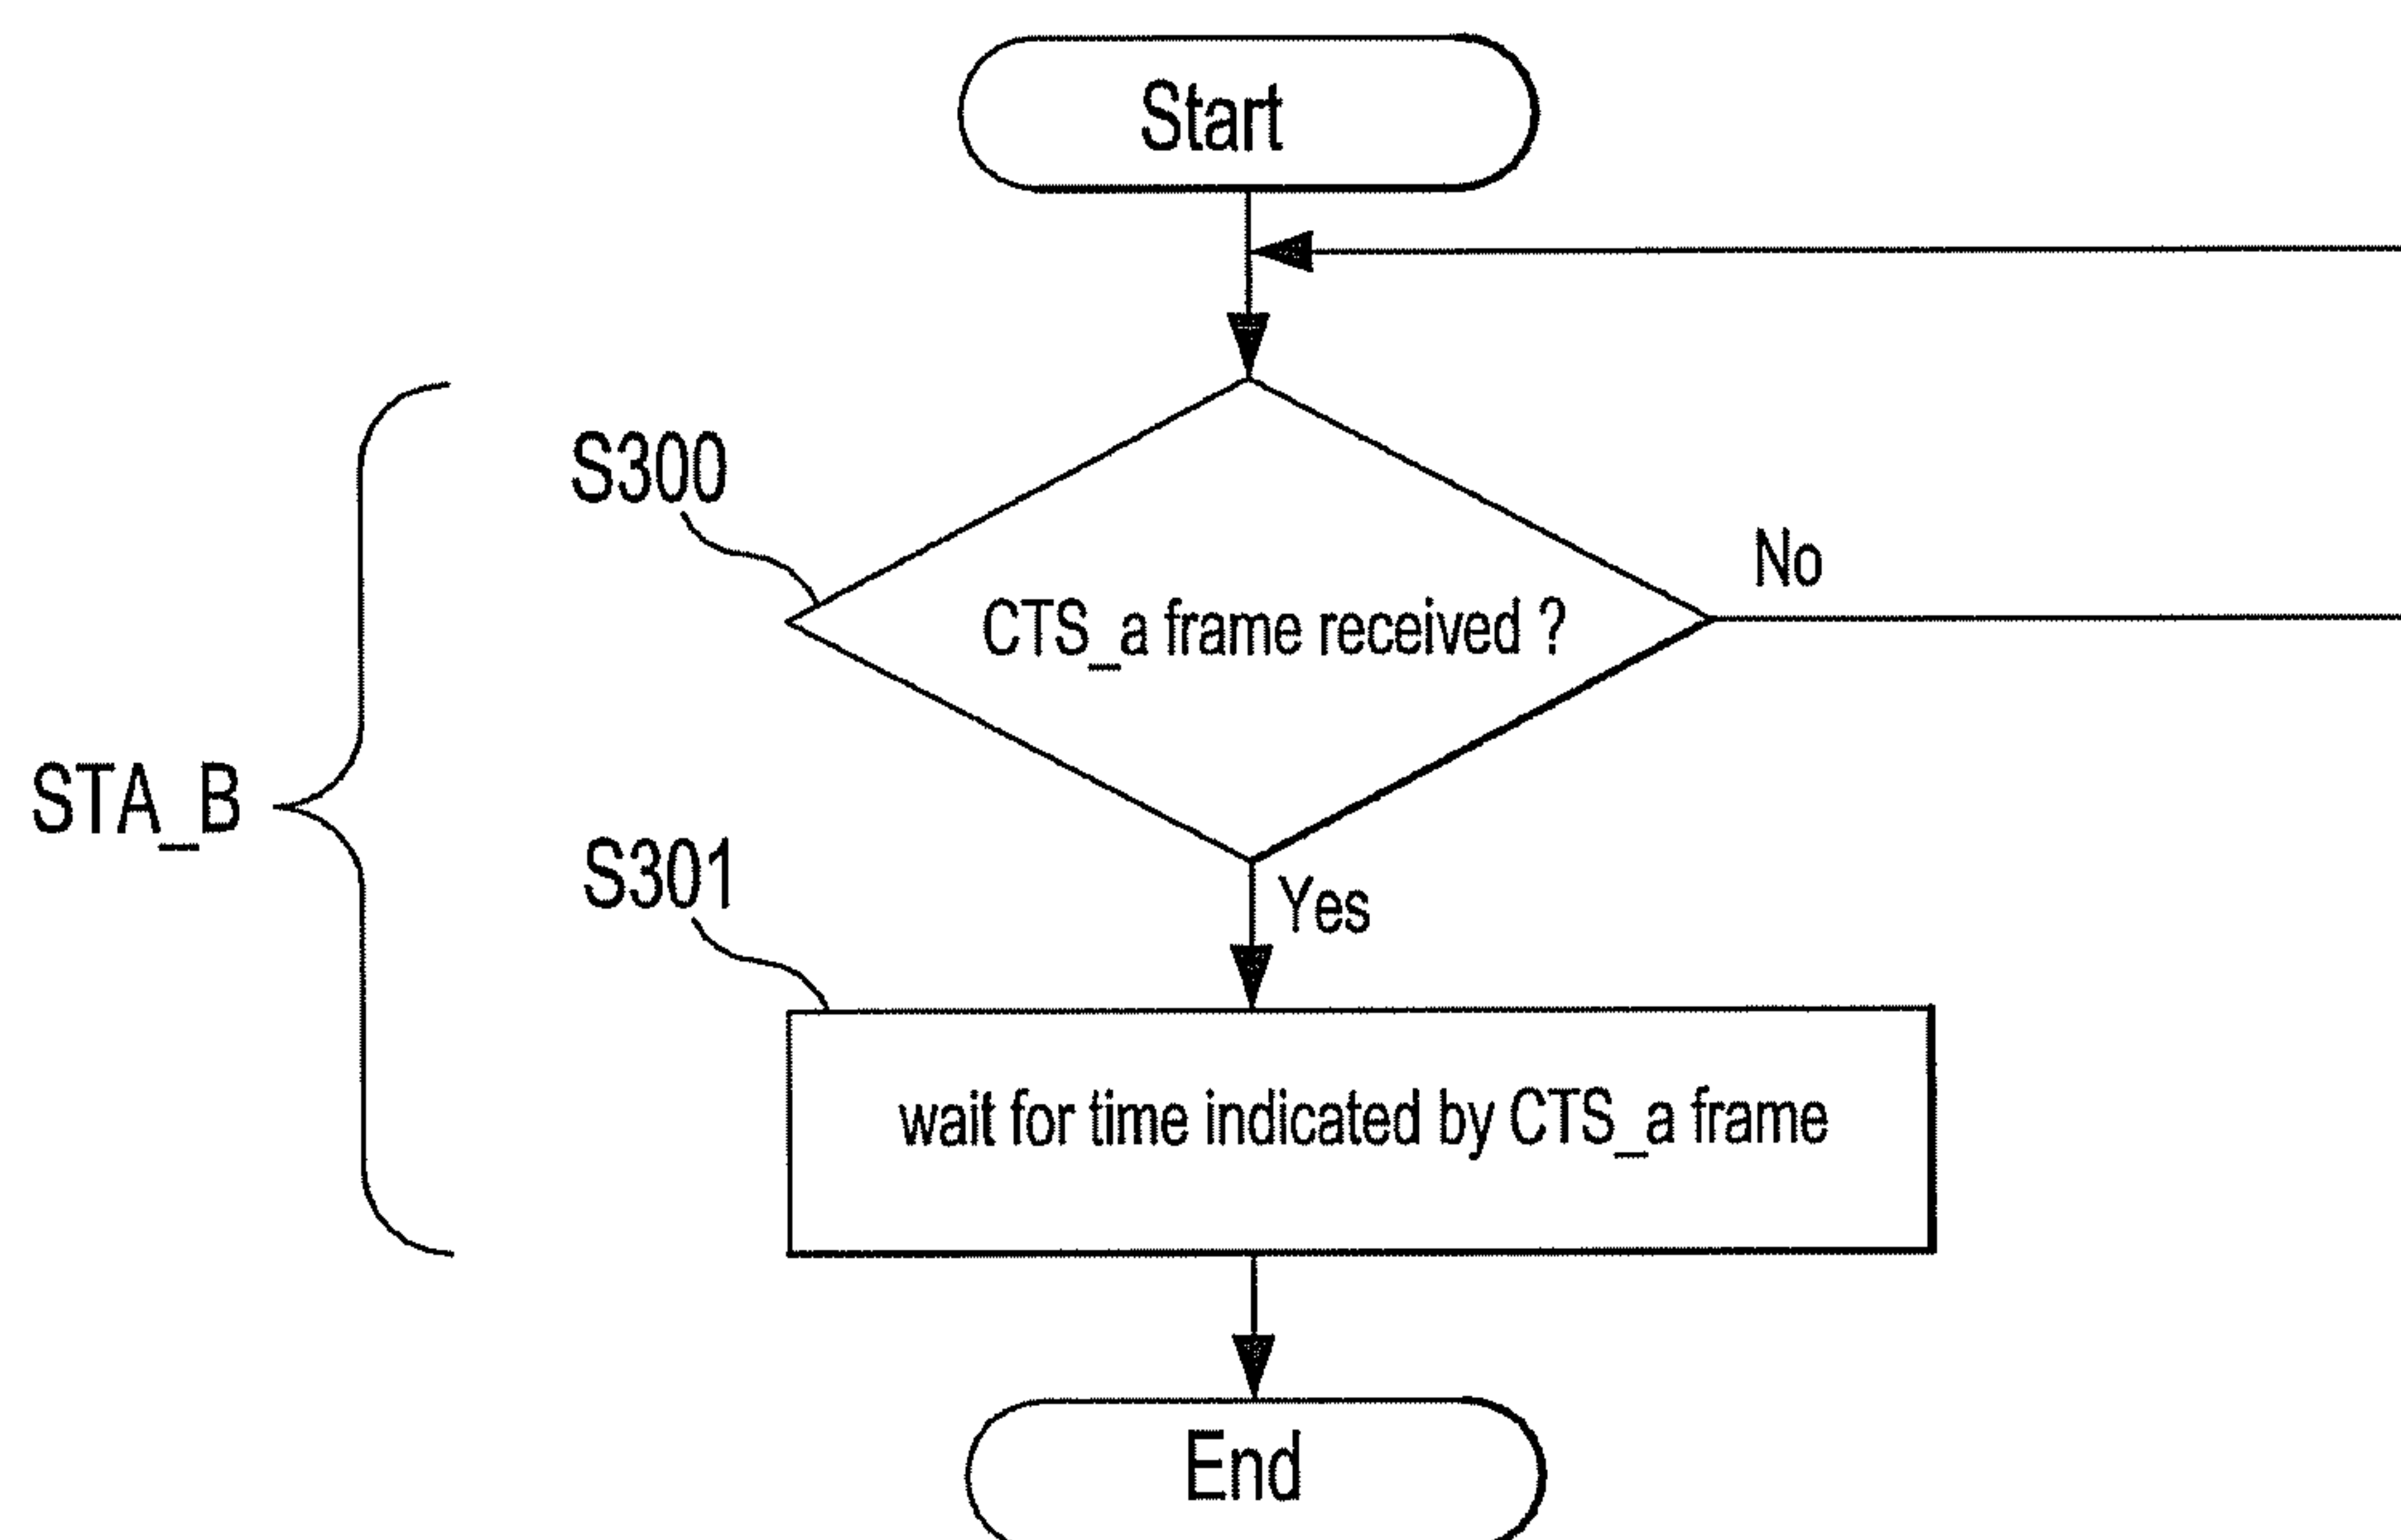 Start
S300
No
CTS_a frame received ?
STA_B
S301
Yes
wait for time indicated by CTS_a frame
End